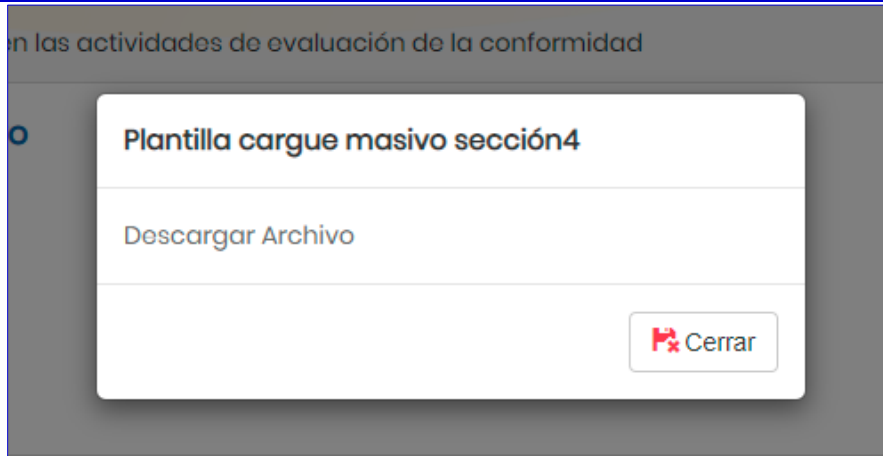 en las actividades de evaluación de la conformidad
o
Plantilla cargue masivo sección4
Descargar Archivo
Cerrar